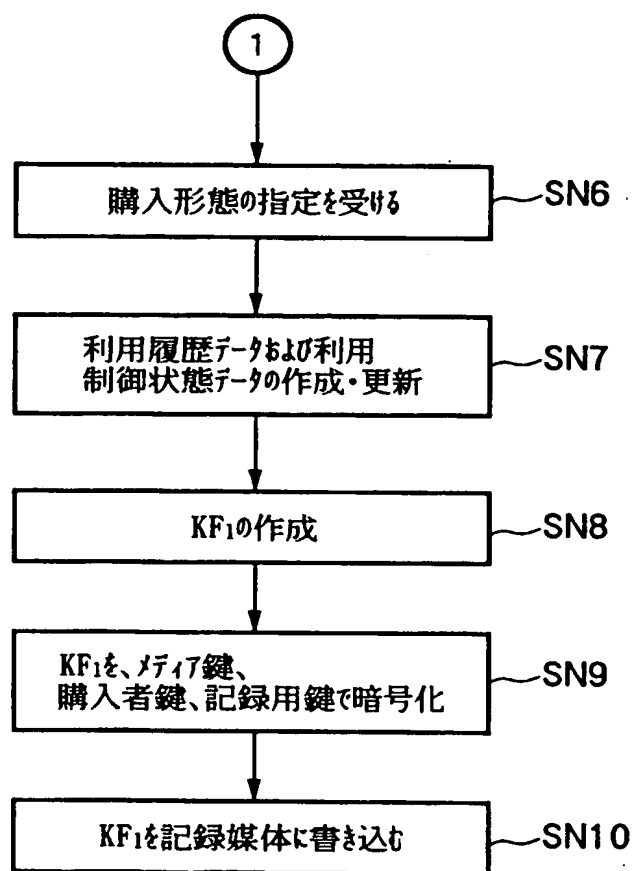 1
購入形態の指定を受ける
SN6
利用履歴データおよび利用
制御状態データの作成・更新
SN7
KF₁の作成
SN8
KF₁を、メディア鍵、
購入者鍵、記録用鍵で暗号化
SN9
KF₁を記録媒体に書き込む
SN10